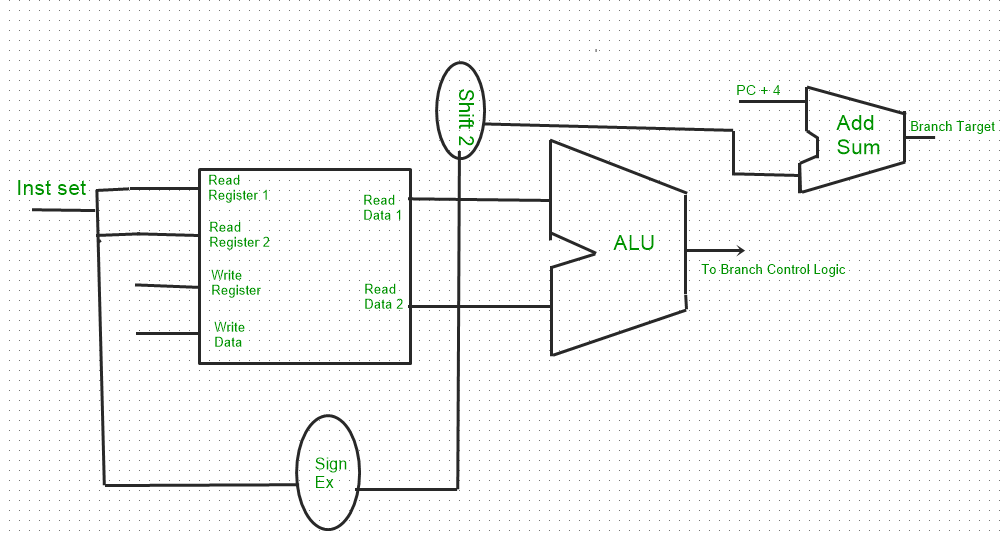 Shift 2
PC + 4
Add
Sum
Branch Target
Inst set
Read
Register 1
Read
Data 1
Read
Register 2
ALU
To Branch Control Logic
Write
Register
Read
Data 2
Write
Data
Sign
Ex